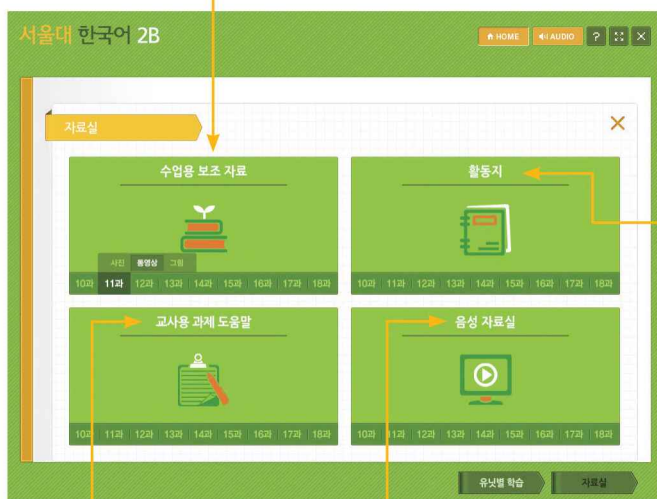 서울대 한국어 2B
HOME AUDIO ?
자료실
수업용 보조 자료
사진 동영상 그림
10과 11과 12과 13과 14과 15과 16과 17과 18과
활동지
10과 11과 12과 13과 14과 15과 16과 17과 18과
교사용 과제 도움말
10과 11과 12과 13과 14과 15과 16과 17과 18과
음성 자료실
10과 11과 12과 13과 14과 15과 16과 17과 18과
유닛별 학습 자료실